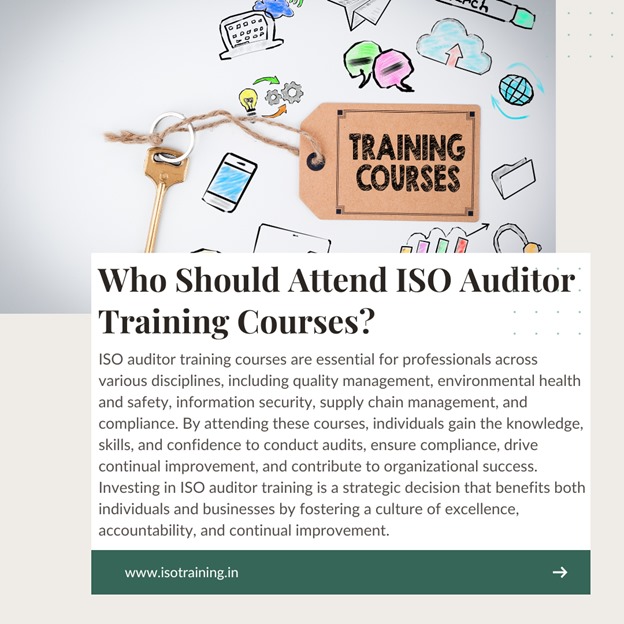 TRAINING
COURSES
Who Should Attend ISO Auditor
Training Courses?
ISO auditor training courses are essential for professionals across
various disciplines, including quality management, environmental health
and safety, information security, supply chain management, and
compliance. By attending these courses, individuals gain the knowledge,
skills, and confidence to conduct audits, ensure compliance, drive
continual improvement, and contribute to organizational success.
Investing in ISO auditor training is a strategic decision that benefits both
individuals and businesses by fostering a culture of excellence,
accountability, and continual improvement.
www.isotraining.in